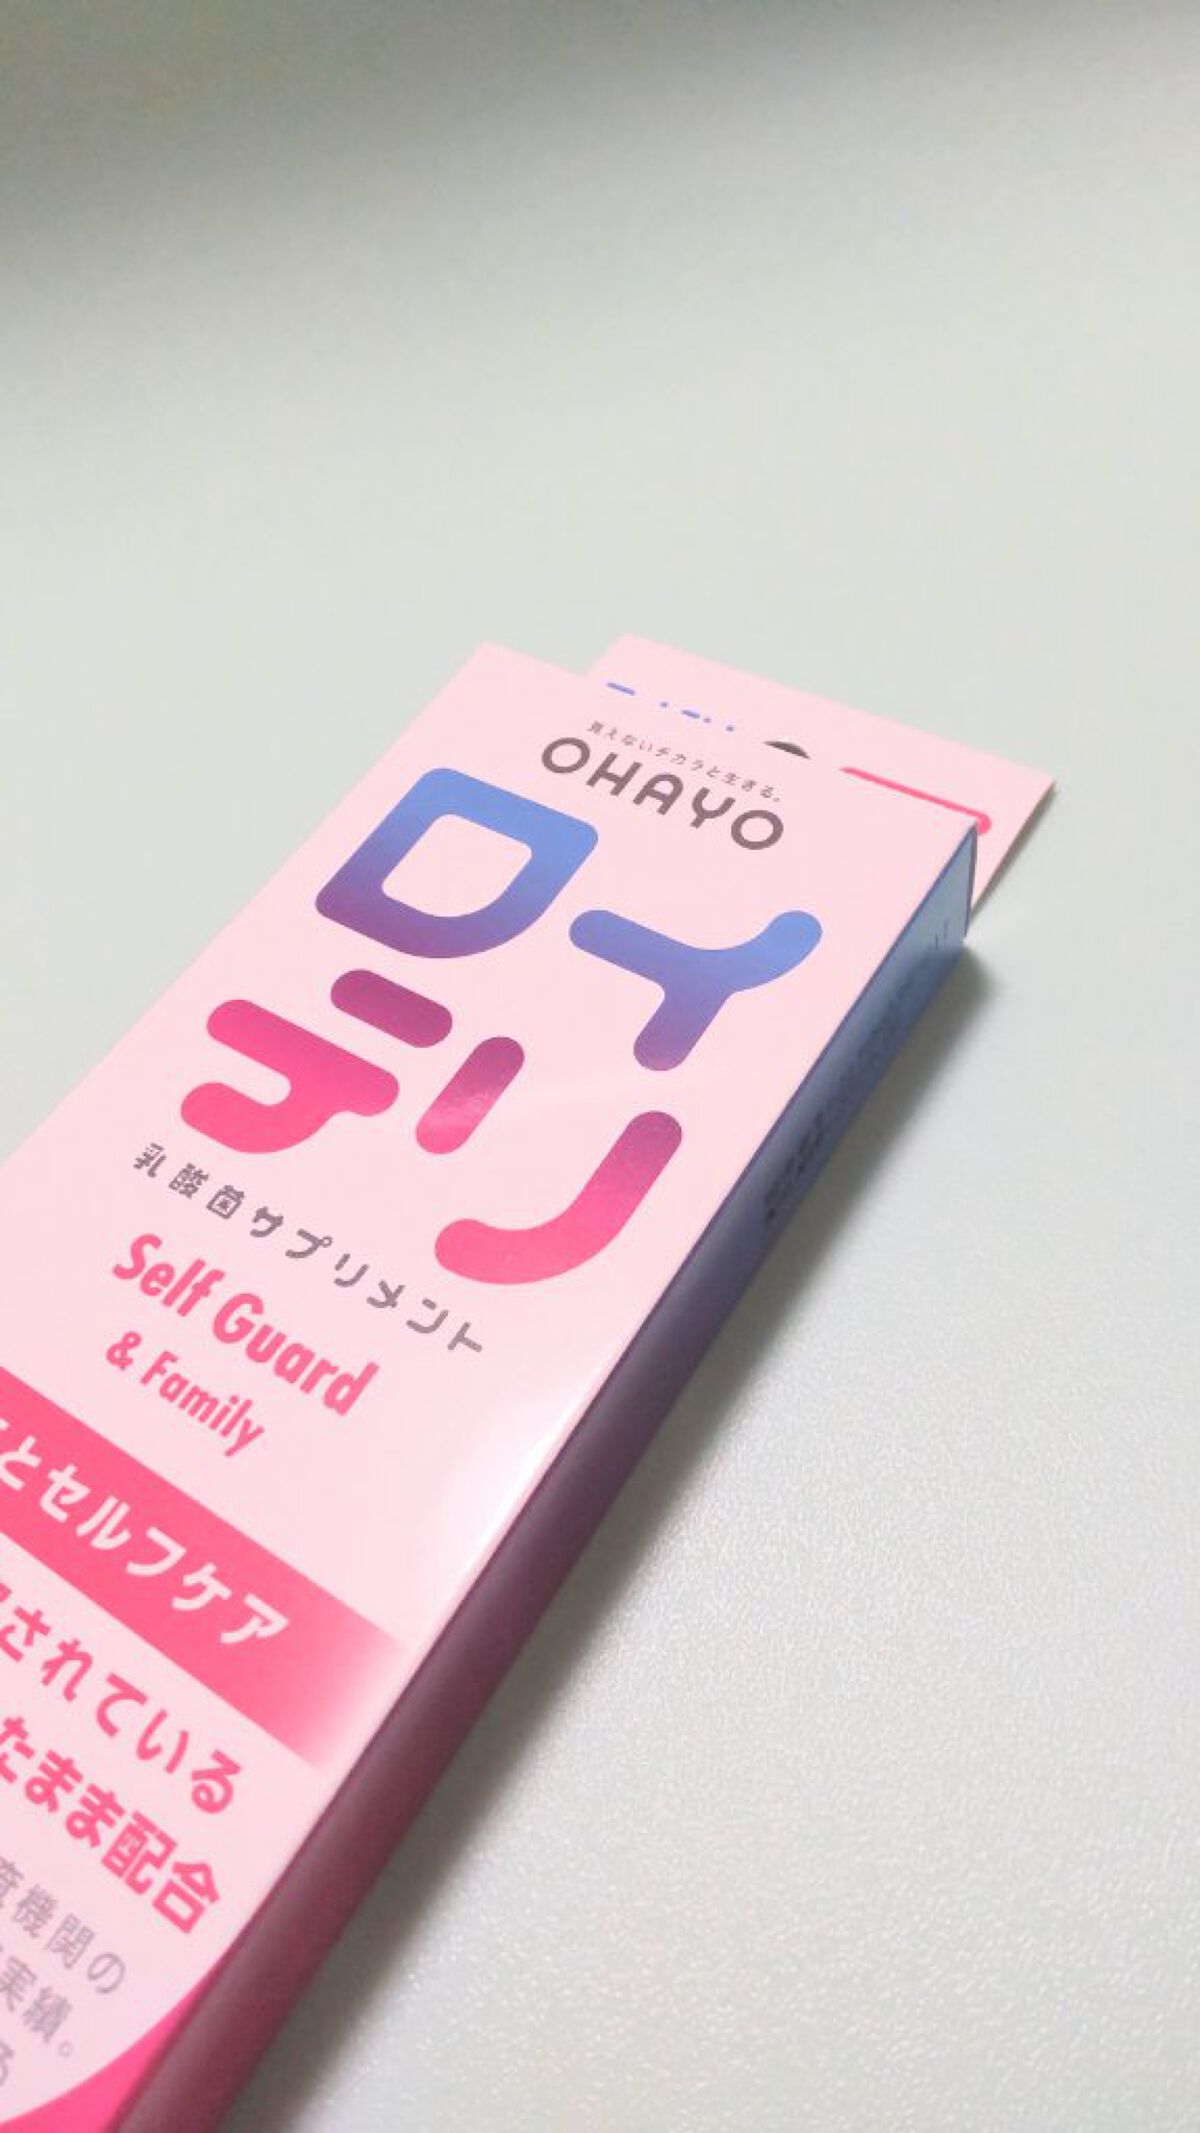 見えないチカラと生きる。
OHAYO
ロイ
テリ
乳酸菌サプリメント
Self Guard
& Family
とセルフケア
されている
たまま配合
機関の
実績。
る